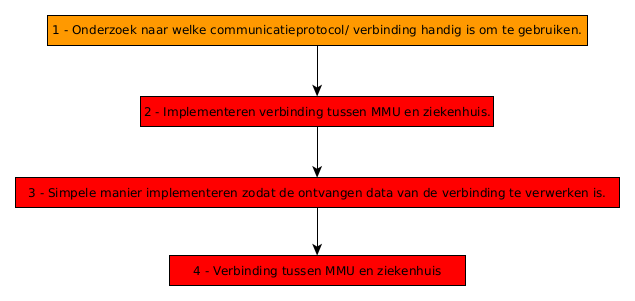 1 - Onderzoek naar welke communicatieprotocol/ verbinding handig is om te gebruiken.
2 - Implementeren verbinding tussen MMU en ziekenhuis.
3 - Simpele manier implementeren zodat de ontvangen data van de verbinding te verwerken is.
4 - Verbinding tussen MMU en ziekenhuis